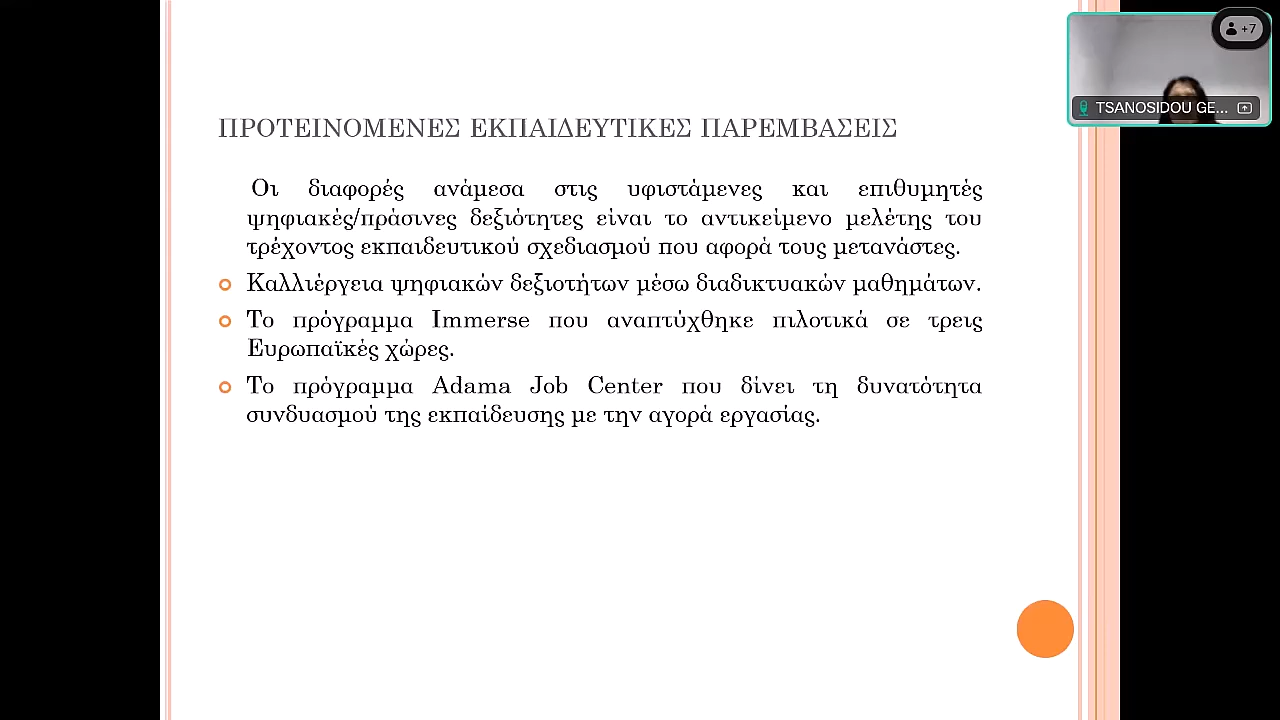 +7
TSANOSIDOU GE...
ΠΡΟΤΕΙΝΟΜΕΝΕΣ ΕΚΠΑΙΔΕΥΤΙΚΕΣ ΠΑΡΕΜΒΑΣΕΙΣ
Οι διαφορές ανάμεσα στις υφιστάμενες και επιθυμητές
ψηφιακές/πράσινες δεξιότητες είναι το αντικείμενο μελέτης του
τρέχοντος εκπαιδευτικού σχεδιασμού που αφορά τους μετανάστες.
Καλλιέργεια ψηφιακών δεξιοτήτων μέσω διαδικτυακών μαθημάτων.
Το πρόγραμμα Immerse που αναπτύχθηκε πιλοτικά σε τρεις
Ευρωπαϊκές χώρες.
Το πρόγραμμα Adama Job Center που δίνει τη δυνατότητα
συνδυασμού της εκπαίδευσης με την αγορά εργασίας.